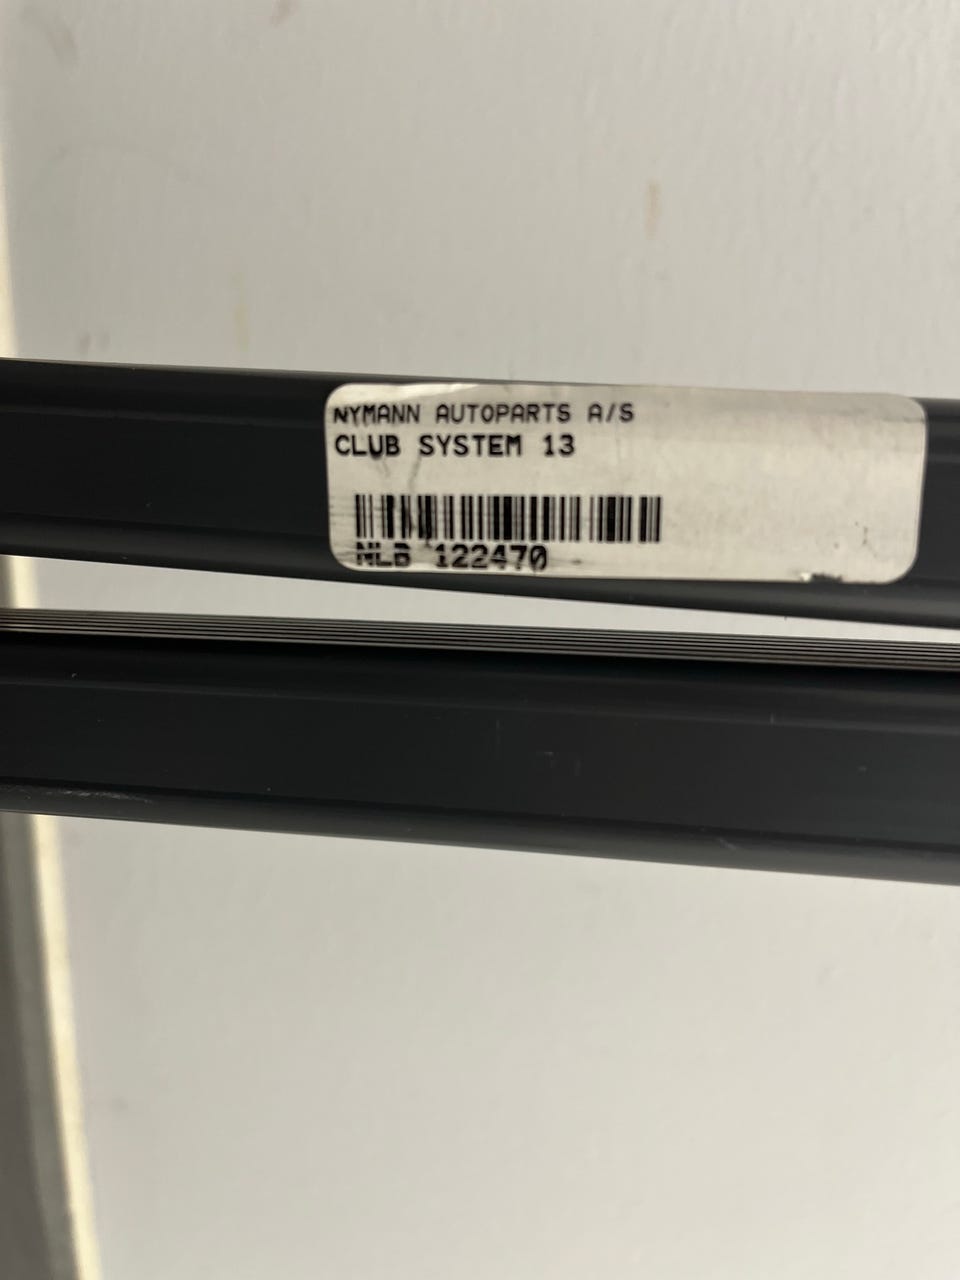 NYMANN AUTOPARTS A/S
CLUB SYSTEM 13
NLB 122470